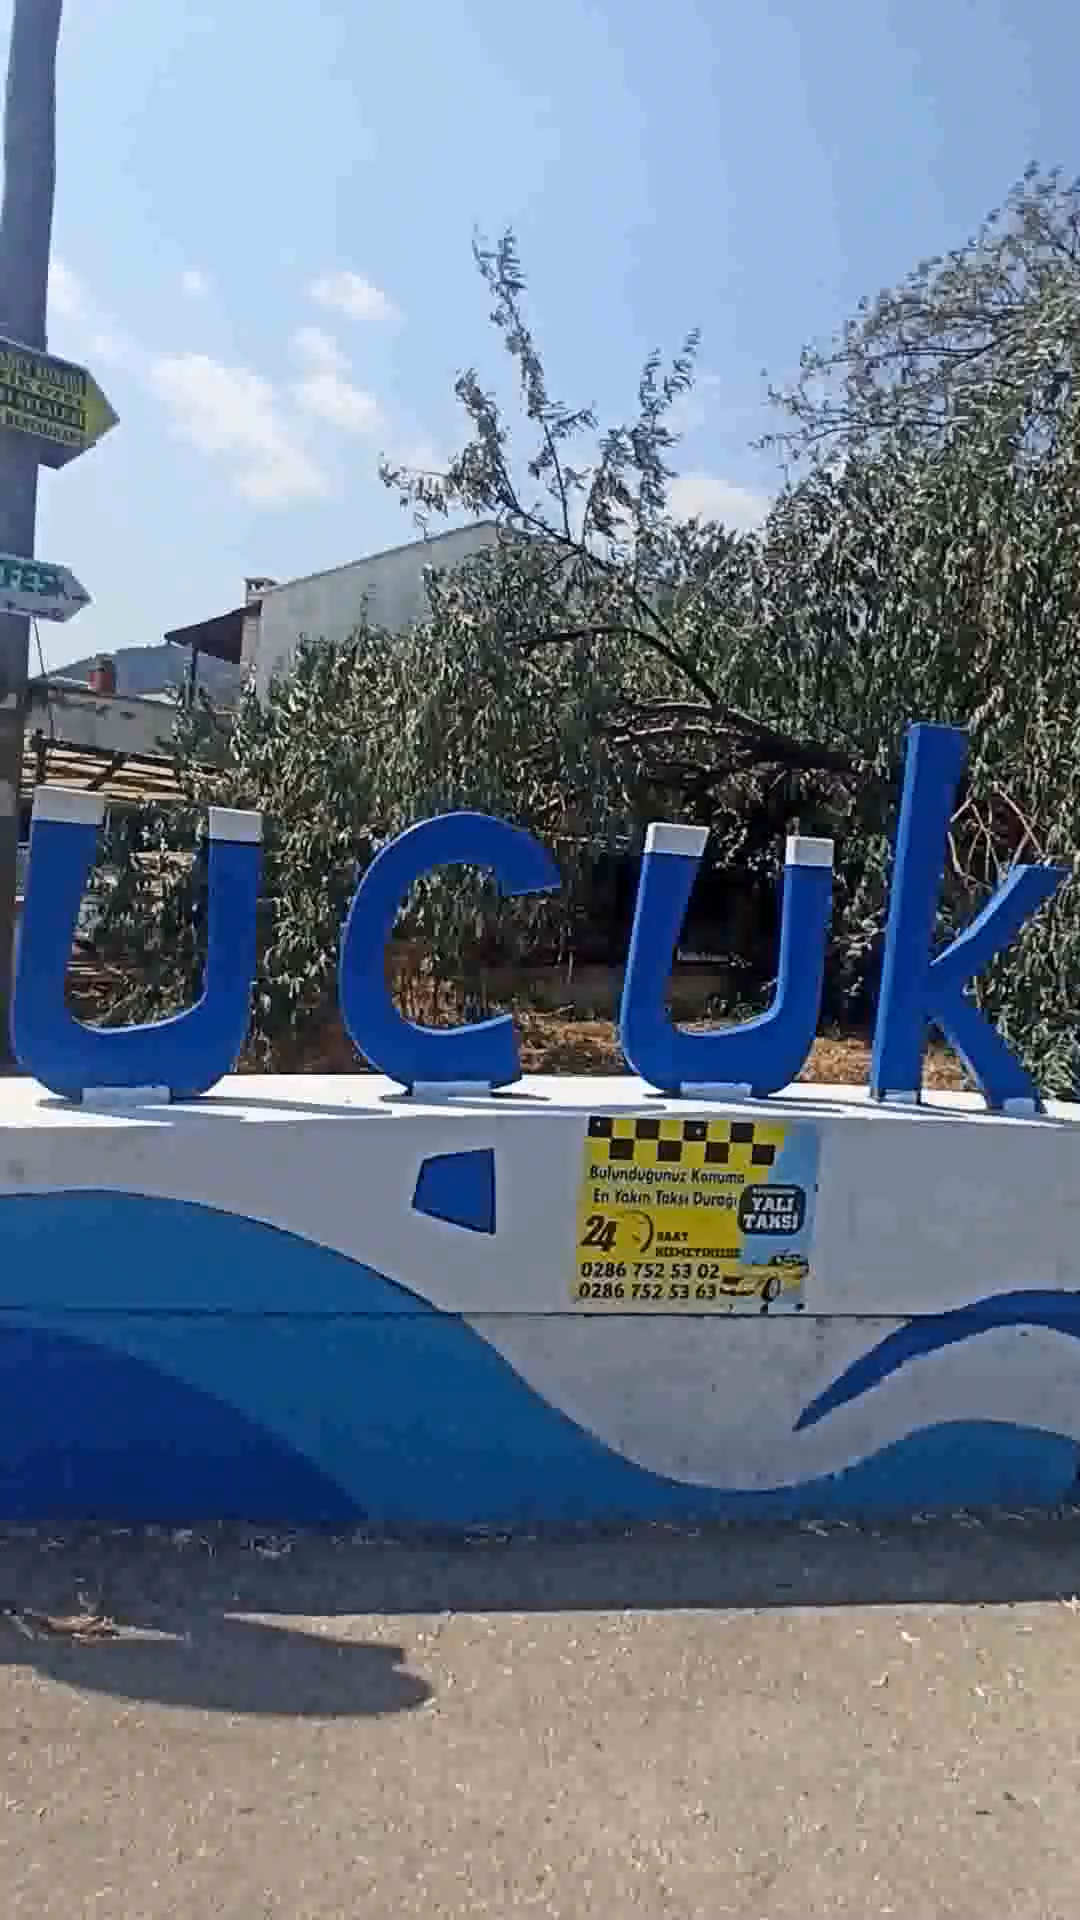 ucuk
Bulunduğunuz Konuma
En Yakın Taksi Durağı
YALI
TAKSİ
24
SAAT
HİZMETİNİZDE
0286 752 53 02
0286 752 53 63